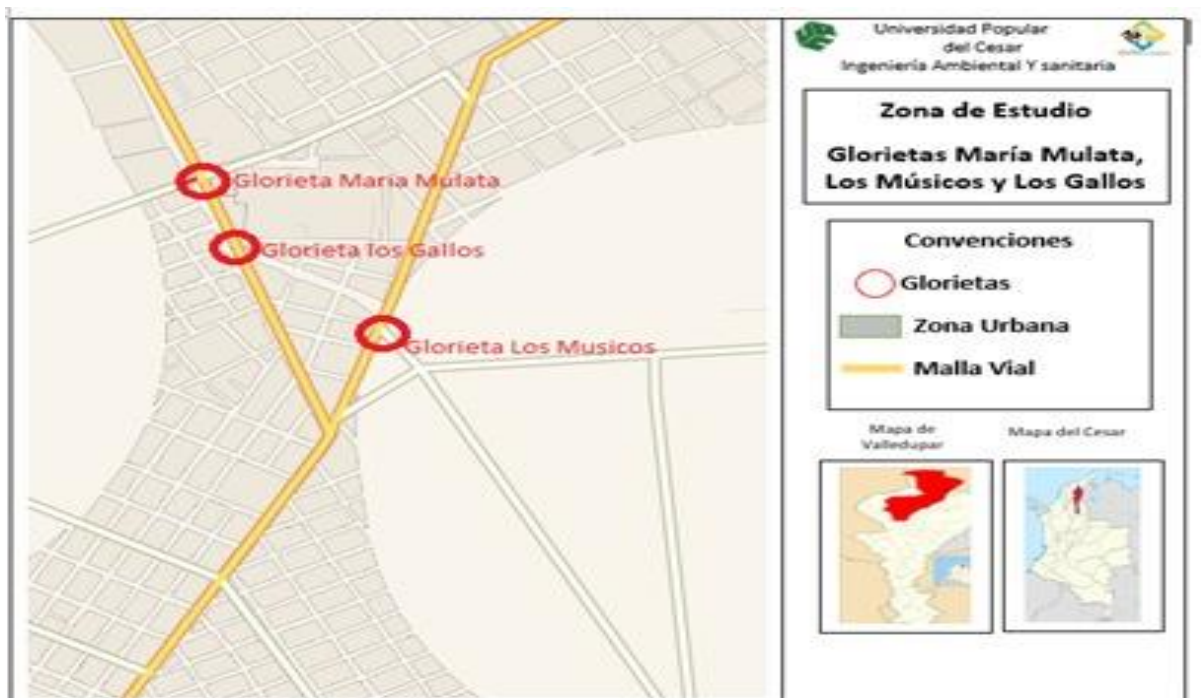 Universidad Popular
del Cesar
Ingeniería Ambiental Y sanitaria
Zona de Estudio
Glorietas María Mulata,
Los Músicos y Los Gallos
Convenciones
Glorietas
Zona Urbana
Malla Vial
Mapa de
Valledupar
Mapa del Cesar
Glorieta Maria Mulata
Glorieta los Gallos
Glorieta Los Musicos